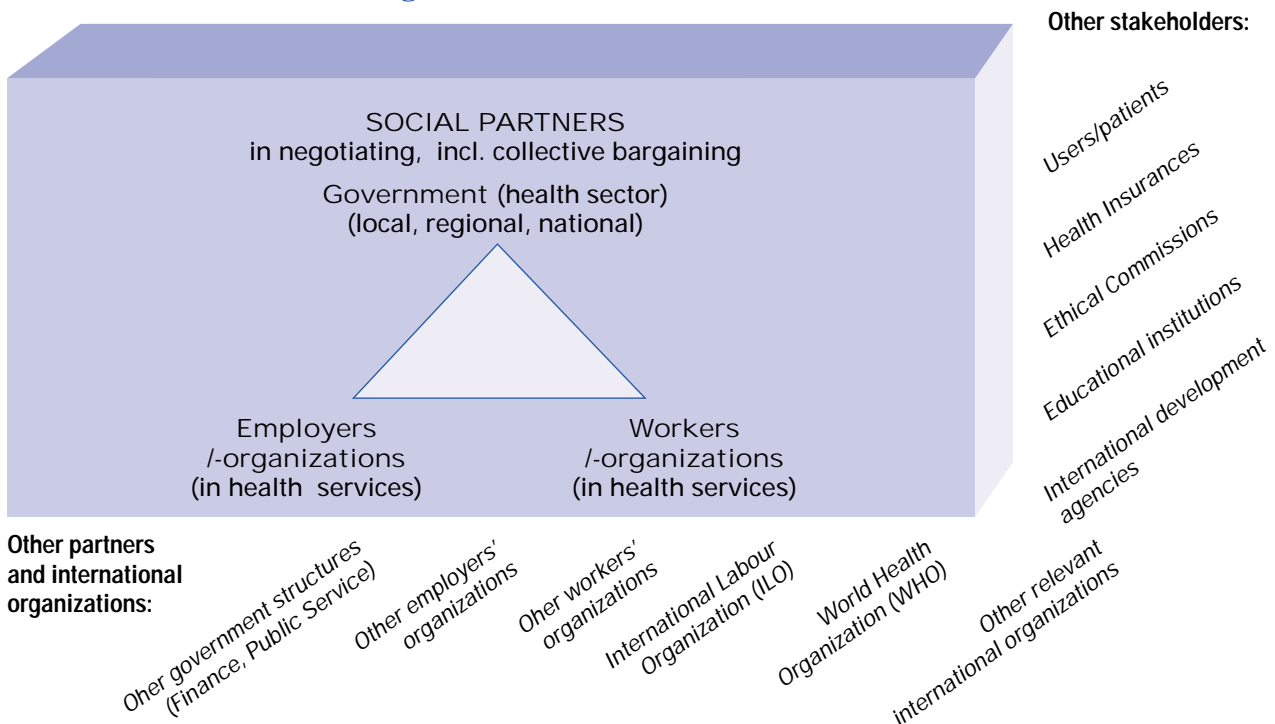 Other stakeholders:
SOCIAL PARTNERS
in negotiating, incl. collective bargaining
Government (health sector)
(local, regional, national)
Employers
/-organizations
(in health services)
Workers
/-organizations
(in health services)
Users/patients
Health Insurances
Ethical Commissions
Educational institutions
International development
agencies
Other partners
and international
organizations:
Oher government structures
(Finance, Public Service)
Other employers'
organizations
Oher workers'
organizations
International Labour
Organization (ILO)
World Health
Organization (WHO)
Other relevant
international organizations